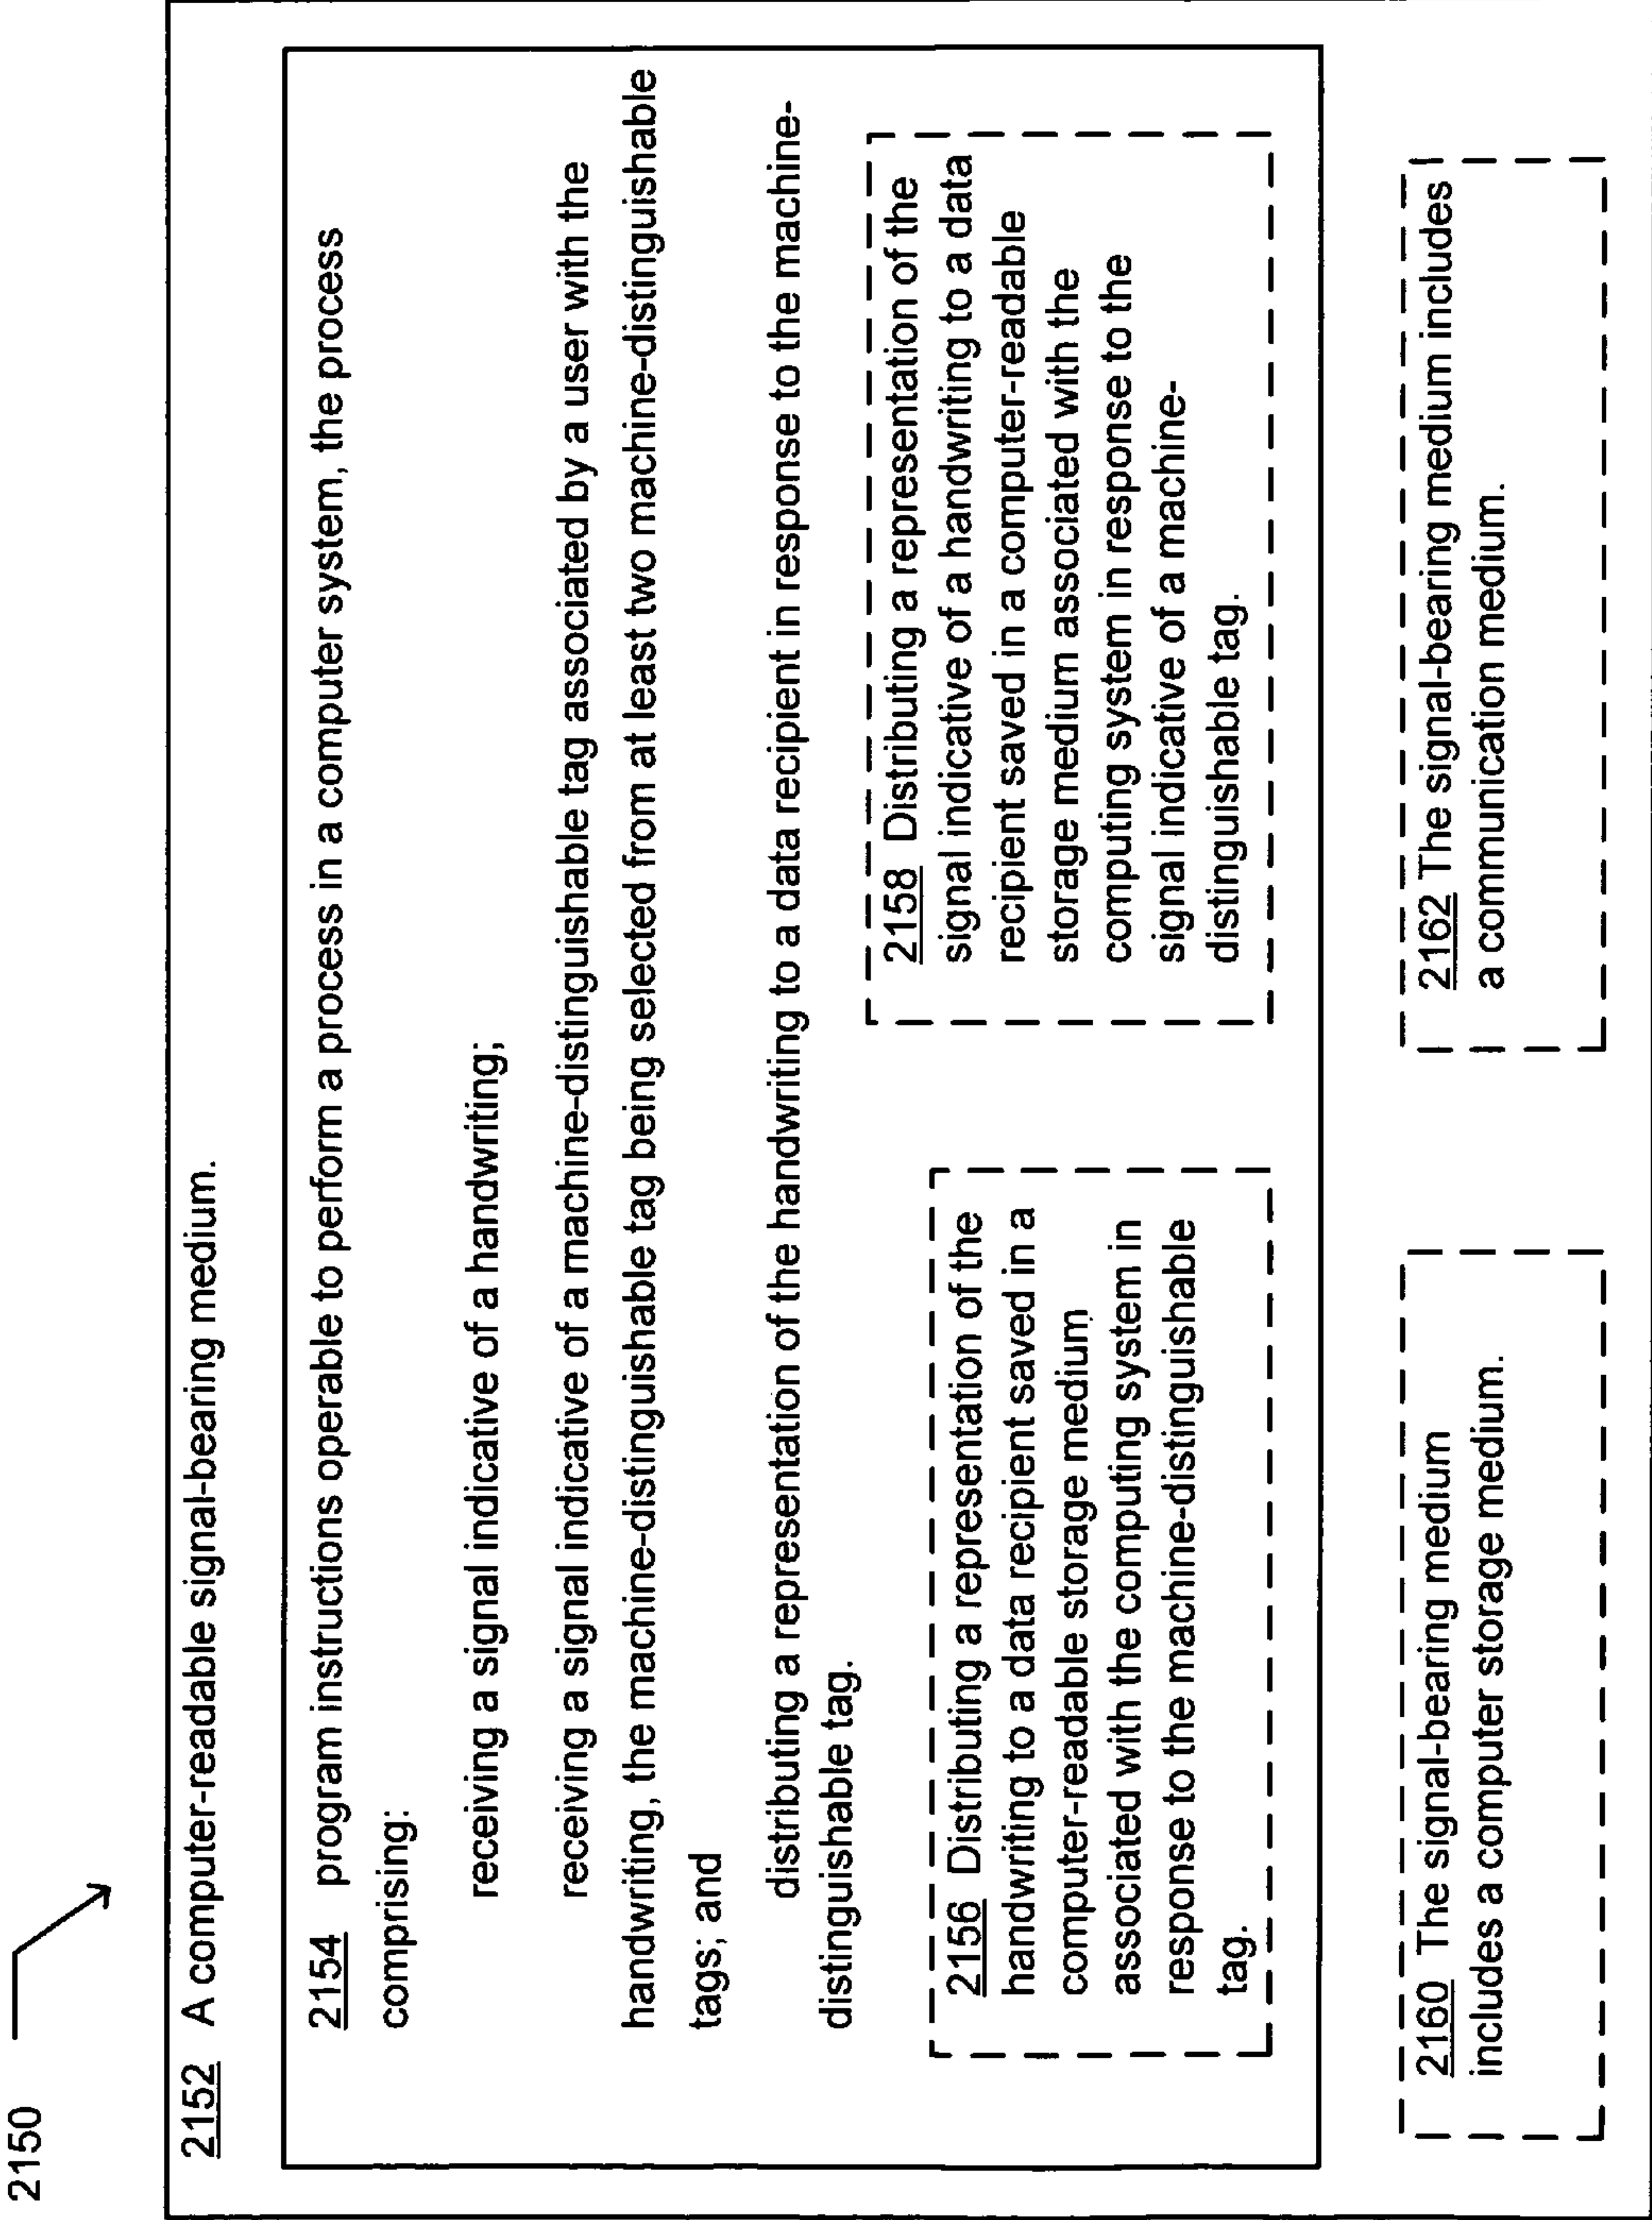 2150
2152 A computer-readable signal-bearing medium.
2154 program instructions operable to perform a process in a computer system, the process
comprising:
receiving a signal indicative of a handwriting;
receiving a signal indicative of a machine-distinguishable tag associated by a user with the
handwriting, the machine-distinguishable tag being selected from at least two machine-distinguishable
tags; and
distributing a representation of the handwriting to a data recipient in response to the machine-
distinguishable tag.
2156 Distributing a representation of the
handwriting to a data recipient saved in a
computer-readable storage medium
associated with the computing system in
response to the machine-distinguishable
tag.
2158 Distributing a representation of the
signal indicative of a handwriting to a data
recipient saved in a computer-readable
storage medium associated with the
computing system in response to the
signal indicative of a machine-
distinguishable tag.
2160 The signal-bearing medium
includes a computer storage medium.
2162 The signal-bearing medium includes
a communication medium.